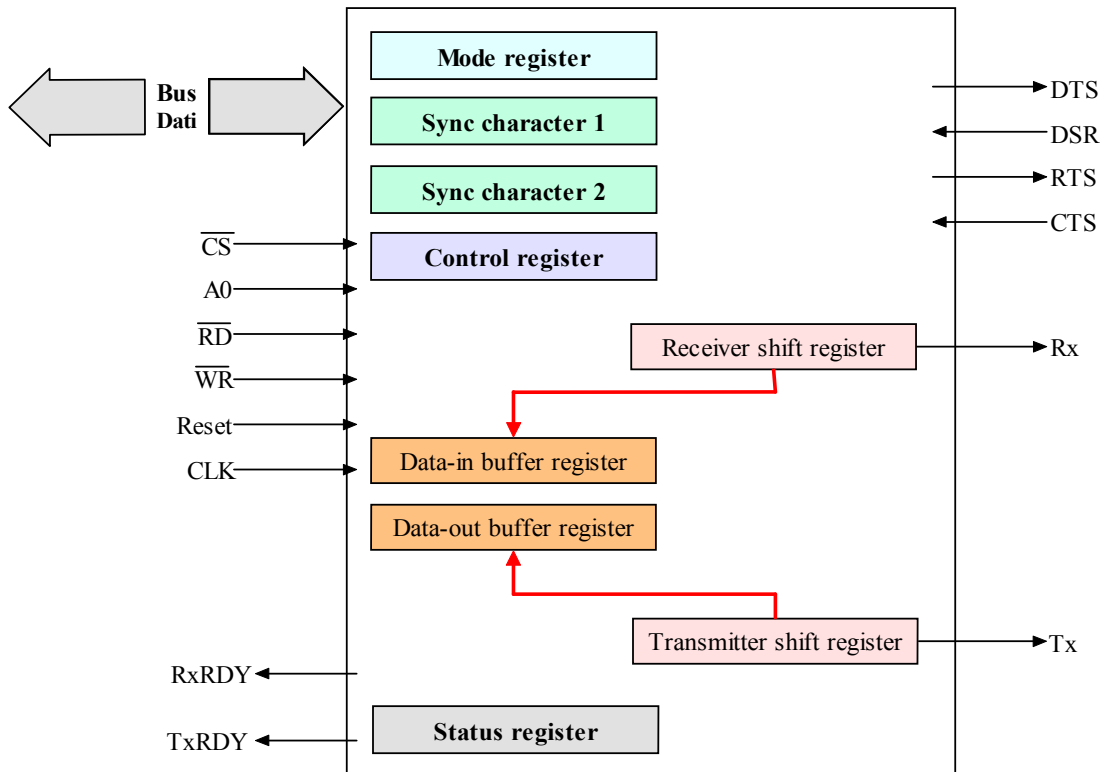 Mode register
Bus
Dati
Sync character 1
Sync character 2
Control register
DTS
DSR
RTS
CTS
CS
A0
RD
WR
Reset
CLK
Receiver shift register
Rx
Data-in buffer register
Data-out buffer register
Transmitter shift register
Tx
RxRDY
TxRDY
Status register